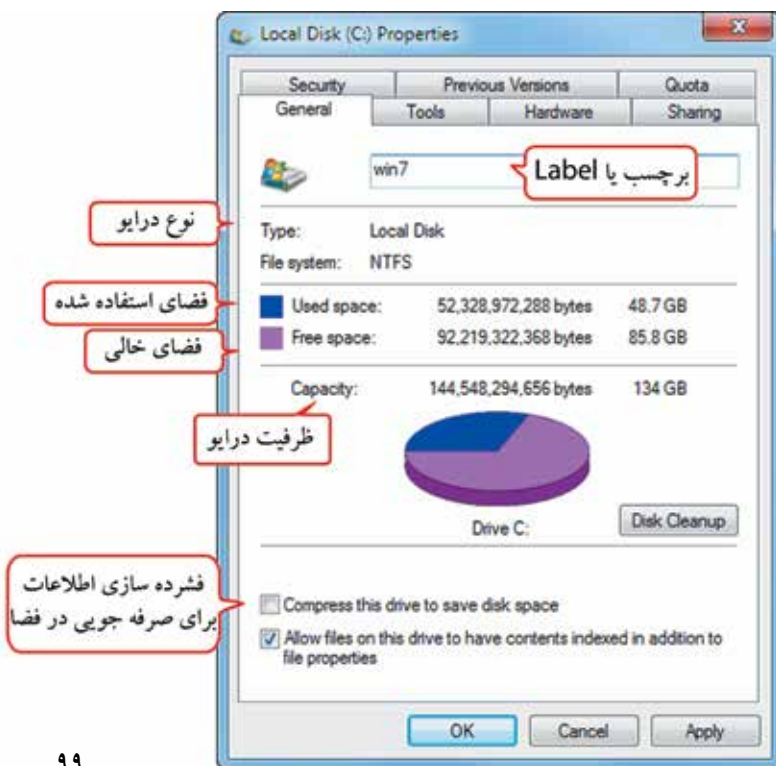 Local Disk (C:) Properties
Security Previous Versions Quota
General Tools Hardware Sharing
win7
برچسب یا Label
نوع درایو
Type: Local Disk
File system: NTFS
فضای استفاده شده
Used space: 52,328,972,288 bytes 48.7 GB
فضای خالی
Free space: 92,219,322,368 bytes 85.8 GB
Capacity: 144,548,294,656 bytes 134 GB
ظرفیت درایو
Drive C:
Disk Cleanup
فشرده سازی اطلاعات
برای صرفه جویی در فضا
Compress this drive to save disk space
Allow files on this drive to have contents indexed in addition to
file properties
OK Cancel Apply
۹۹